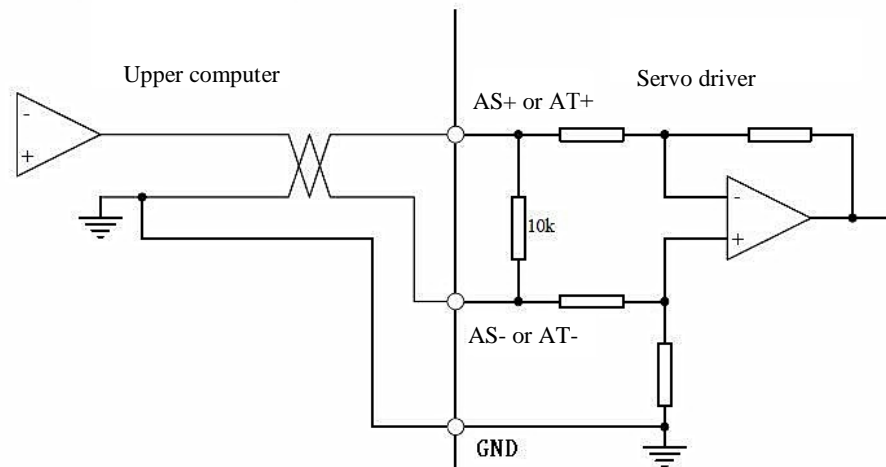 Upper computer
Servo driver
AS+ or AT+
-
+
-
+
10k
AS- or AT-
GND